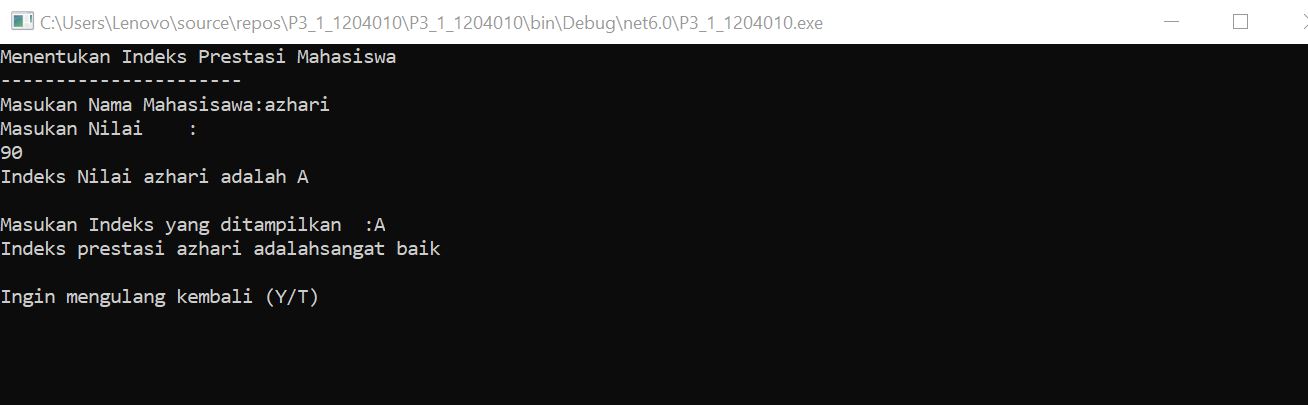 C:\Users\Lenovo\source\repos\P3_1_1204010\P3_1_1204010\bin\Debug\net6.0\P3_1_1204010.exe
Menentukan Indeks Prestasi Mahasiswa
----------------------
Masukan Nama Mahasisawa:azhari
Masukan Nilai    :
90
Indeks Nilai azhari adalah A
Masukan Indeks yang ditampilkan  :A
Indeks prestasi azhari adalahsangat baik
Ingin mengulang kembali (Y/T)